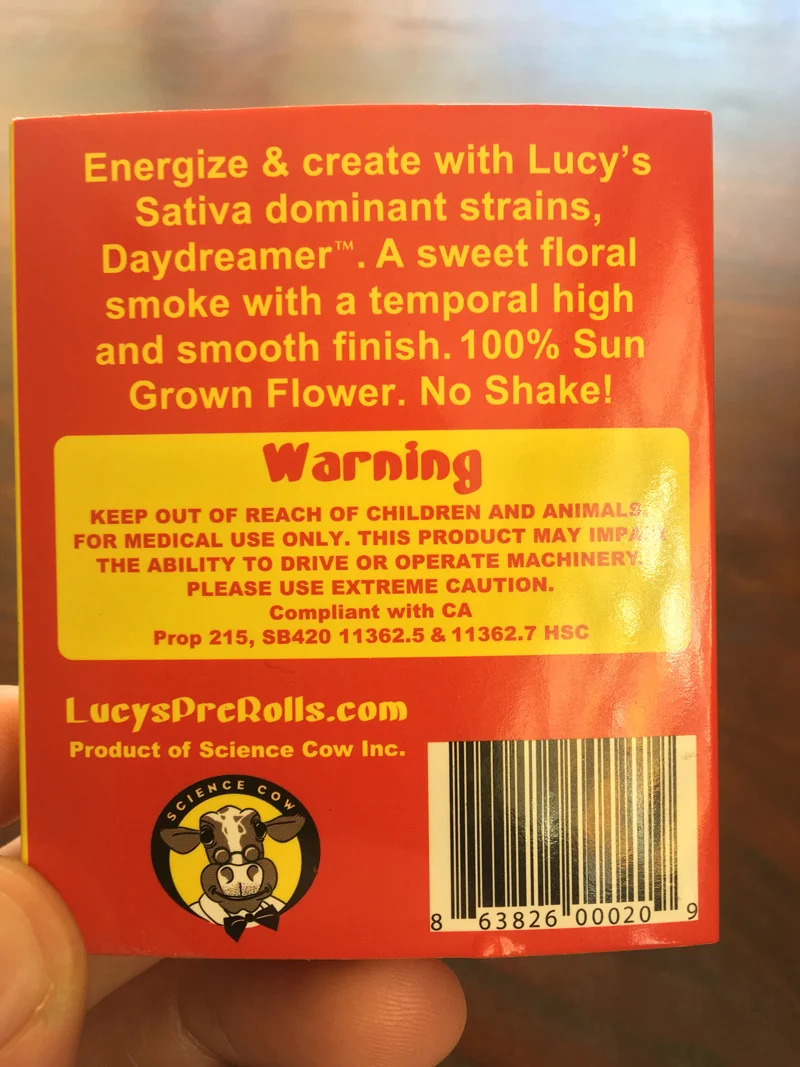 Energize & create with Lucy's
Sativa dominant strains,
Daydreamer™. A sweet floral
smoke with a temporal high
and smooth finish. 100% Sun
Grown Flower. No Shake!
Warning
KEEP OUT OF REACH OF CHILDREN AND ANIMALS.
FOR MEDICAL USE ONLY. THIS PRODUCT MAY
THE ABILITY TO DRIVE OR OPERATE MACHINERY.
PLEASE USE EXTREME CAUTION.
Compliant with CA
Prop 215, SB420 11362.5 & 11362.7 HSC
LucysPreRolls.com
Product of Science Cow Inc.
SCIENCE COW
8 63826 00020 9